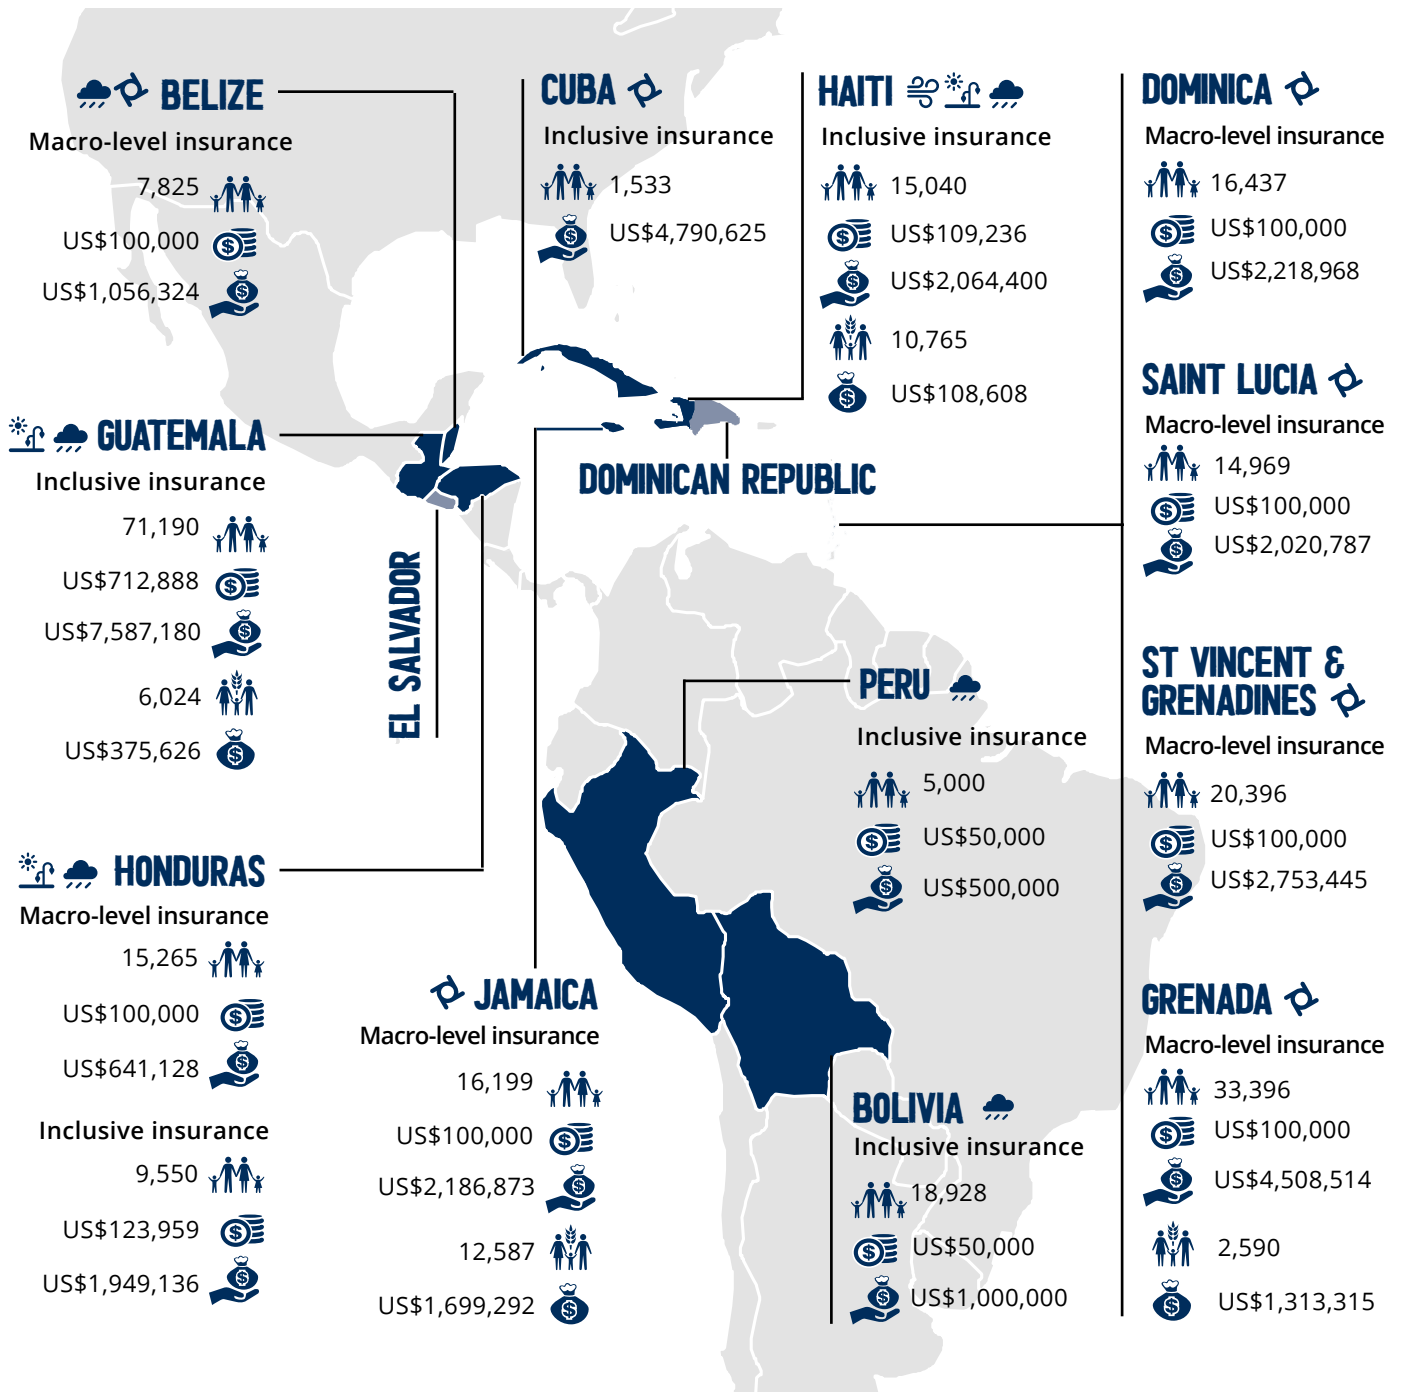 BELIZE
Macro-level insurance
7,825
US$100,000
US$1,056,324
CUBA
Inclusive insurance
1,533
US$4,790,625
HAITI
Inclusive insurance
15,040
US$109,236
US$2,064,400
10,765
US$108,608
DOMINICA
Macro-level insurance
16,437
US$100,000
US$2,218,968
SAINT LUCIA
Macro-level insurance
14,969
US$100,000
US$2,020,787
GUATEMALA
Inclusive insurance
71,190
US$712,888
US$7,587,180
6,024
US$375,626
DOMINICAN REPUBLIC
EL SALVADOR
PERU
Inclusive insurance
5,000
US$50,000
US$500,000
ST VINCENT &
GRENADINES
Macro-level insurance
20,396
US$100,000
US$2,753,445
HONDURAS
Macro-level insurance
15,265
US$100,000
US$641,128
Inclusive insurance
9,550
US$123,959
US$1,949,136
JAMAICA
Macro-level insurance
16,199
US$100,000
US$2,186,873
12,587
US$1,699,292
BOLIVIA
Inclusive insurance
18,928
US$50,000
US$1,000,000
GRENADA
Macro-level insurance
33,396
US$100,000
US$4,508,514
2,590
US$1,313,315